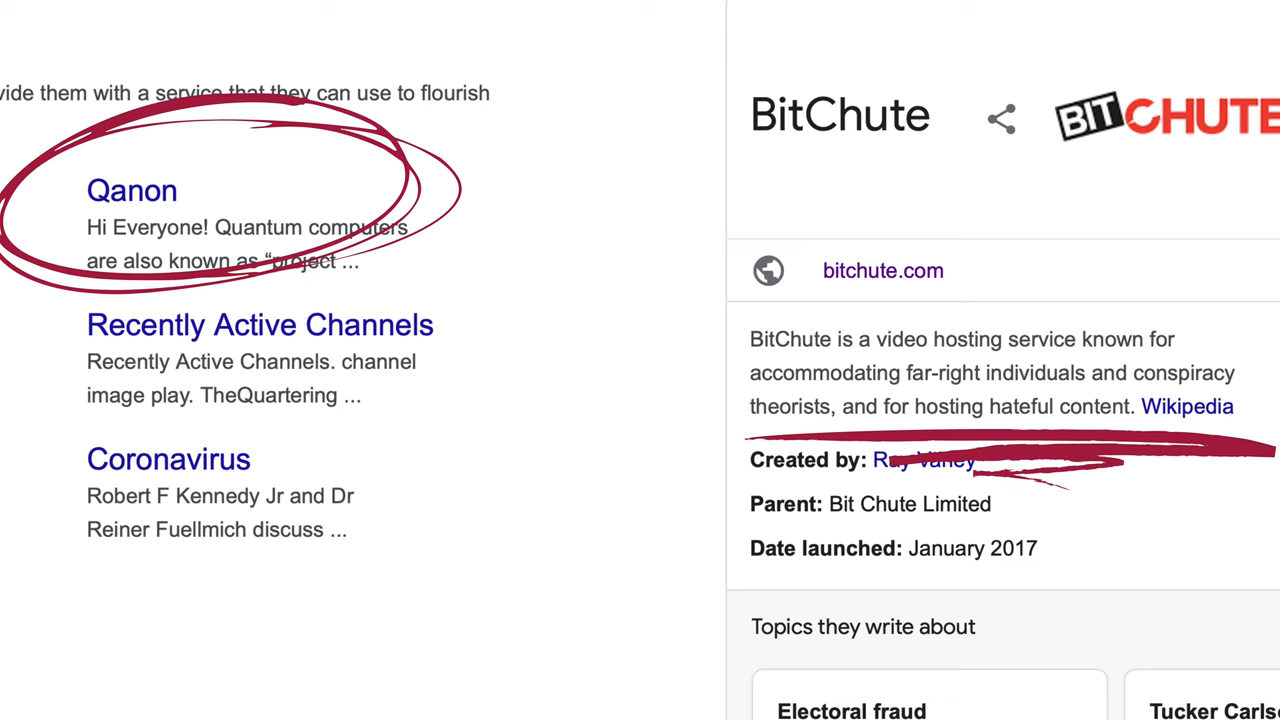 vide them with a service that they can use to flourish
Qanon
Hi Everyone! Quantum computers
are also known as “project ...
Recently Active Channels
Recently Active Channels. channel
image play. TheQuartering ...
Coronavirus
Robert F Kennedy Jr and Dr
Reiner Fuellmich discuss ...
BitChute
BITCHUTE
bitchute.com
BitChute is a video hosting service known for
accommodating far-right individuals and conspiracy
theorists, and for hosting hateful content. Wikipedia
Created by: Ray Vahey
Parent: Bit Chute Limited
Date launched: January 2017
Topics they write about
Electoral fraud
Tucker Carls